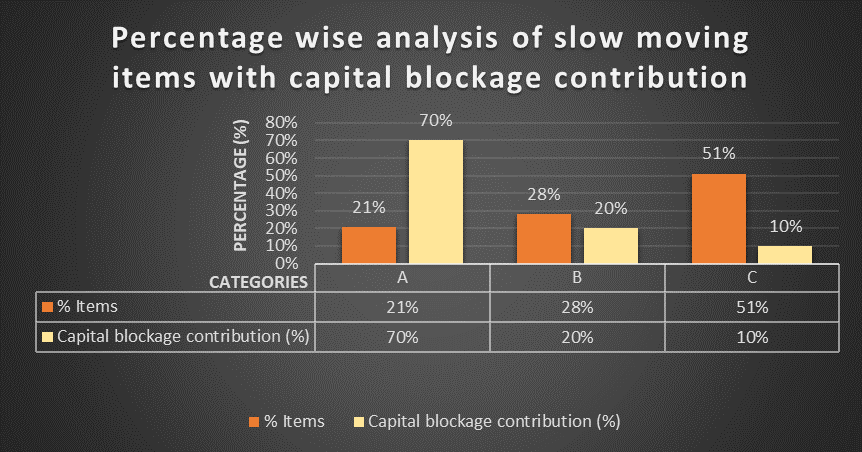 Percentage wise analysis of slow moving
items with capital blockage contribution
PERCENTAGE (%)
80%
70%
60%
50%
40%
30%
20%
10%
0%
21%
70%
28%
20%
51%
10%
CATEGORIES A B C
% Items 21% 28% 51%
Capital blockage contribution (%) 70% 20% 10%
% Items Capital blockage contribution (%)